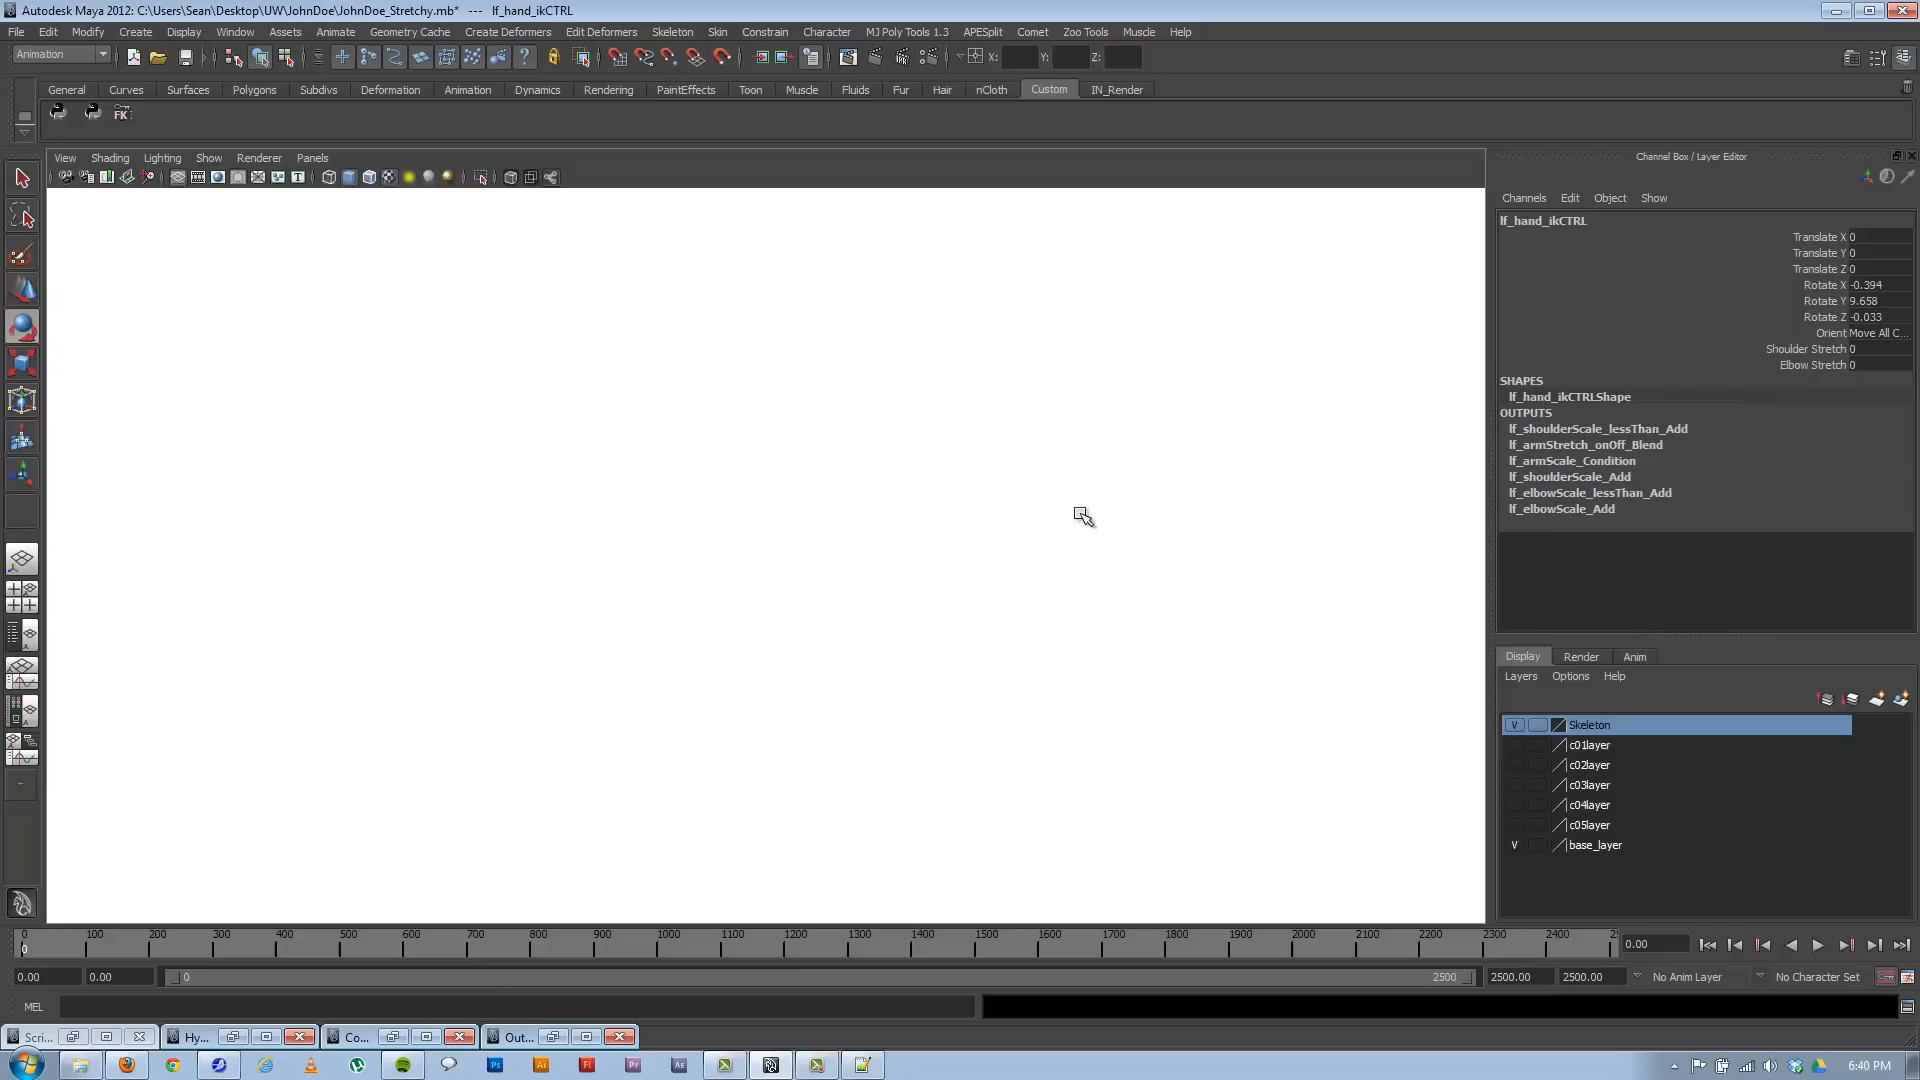 Autodesk Maya 2012: C:\Users\Sean\Desktop\UW\JohnDoe\JohnDoe_Stretchy.mb* --- lf_hand_ikCTRL
File Edit Modify Create Display Window Assets Animate Geometry Cache Create Deformers Edit Deformers Skeleton Skin Constrain Character MJ Poly Tools 1.3 APESplit Comet Zoo Tools Muscle Help
Animation X: Y: Z:
General Curves Surfaces Polygons Subdivs Deformation Animation Dynamics Rendering PaintEffects Toon Muscle Fluids Fur Hair nCloth Custom IN_Render
FK
View Shading Lighting Show Renderer Panels
Channel Box / Layer Editor
Channels Edit Object Show
lf_hand_ikCTRL
Translate X 0
Translate Y 0
Translate Z 0
Rotate X -0.394
Rotate Y 9.658
Rotate Z -0.033
Orient Move All C...
Shoulder Stretch 0
Elbow Stretch 0
SHAPES
lf_hand_ikCTRLShape
OUTPUTS
lf_shoulderScale_lessThan_Add
lf_armStretch_onOff_Blend
lf_armScale_Condition
lf_shoulderScale_Add
lf_elbowScale_lessThan_Add
lf_elbowScale_Add
Display Render Anim
Layers Options Help
V Skeleton
c01layer
c02layer
c03layer
c04layer
c05layer
V base_layer
0 100 200 300 400 500 600 700 800 900 1000 1100 1200 1300 1400 1500 1600 1700 1800 1900 2000 2100 2200 2300 2400
0 0.00
0.00 0.00 0 2500 2500.00 2500.00 No Anim Layer No Character Set
MEL
Scri... Hy... Co... Out...
Ps Ai Fl Pr Ae 6:40 PM